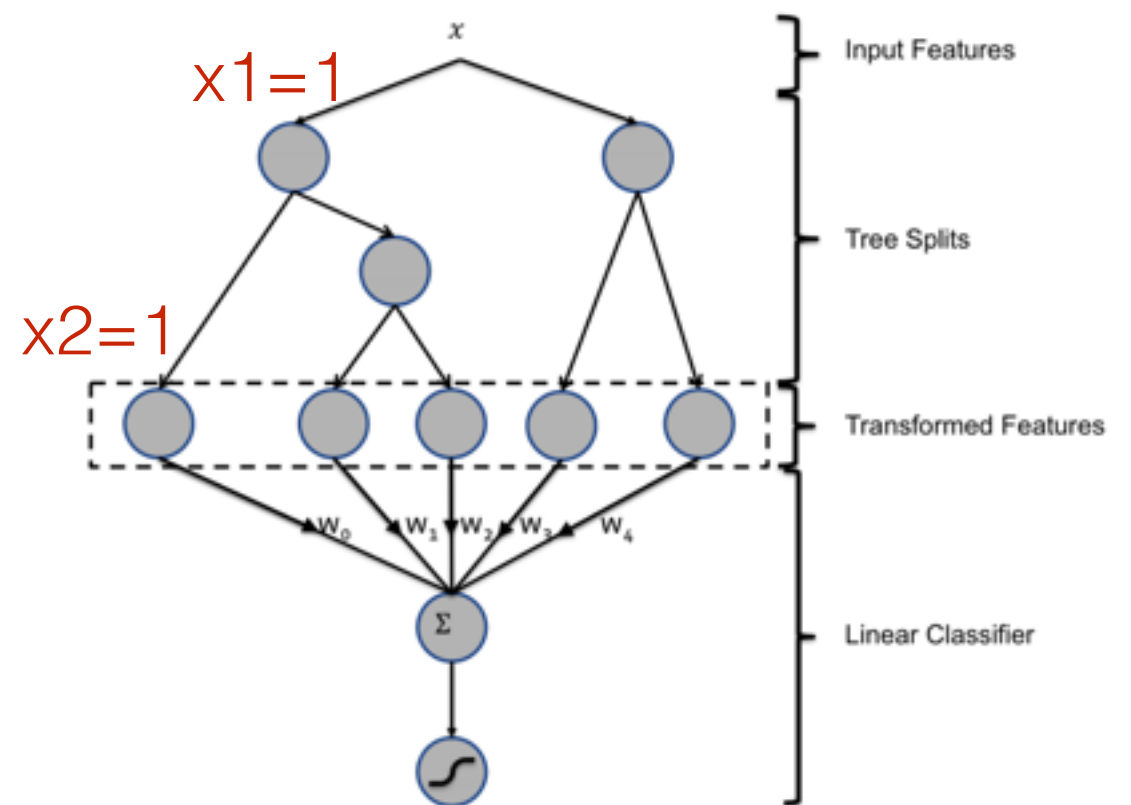 x
x1=1
Input Features
Tree Splits
x2=1
Transformed Features
W₀ W₁ W₂ W₃ W₄
Σ
Linear Classifier